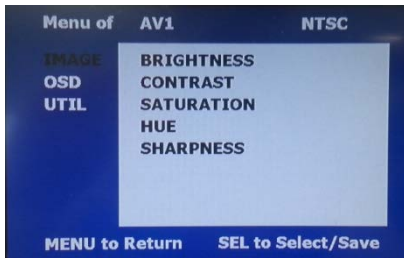 Menu of AV1 NTSC
IMAGE BRIGHTNESS
OSD CONTRAST
UTIL SATURATION
HUE
SHARPNESS
MENU to Return SEL to Select/Save